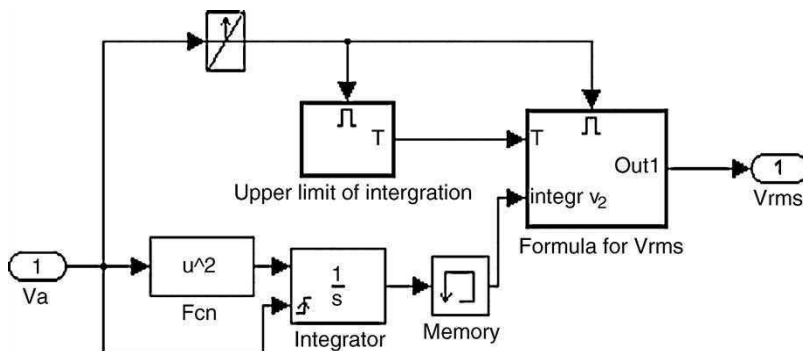 T
Upper limit of intergration
T
integr v2
Out1
Formula for Vrms
1
Vrms
1
Va
u^2
Fcn
1
s
Integrator
Memory